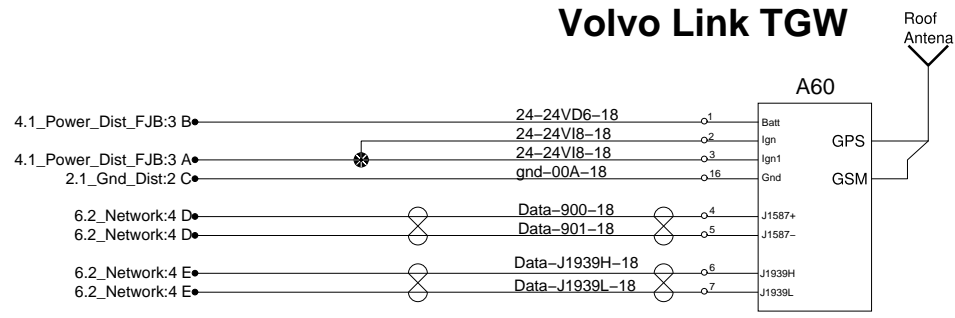 Volvo Link TGW
Roof
Antena
A60
4.1_Power_Dist_FJB:3 B 24−24VD6−18 1 Batt
24−24VI8−18 2 Ign GPS
4.1_Power_Dist_FJB:3 A 24−24VI8−18 3 Ign1
2.1_Gnd_Dist:2 C gnd−00A−18 16 Gnd GSM
6.2_Network:4 D Data−900−18 4 J1587+
6.2_Network:4 D Data−901−18 5 J1587−
6.2_Network:4 E Data−J1939H−18 6 J1939H
6.2_Network:4 E Data−J1939L−18 7 J1939L